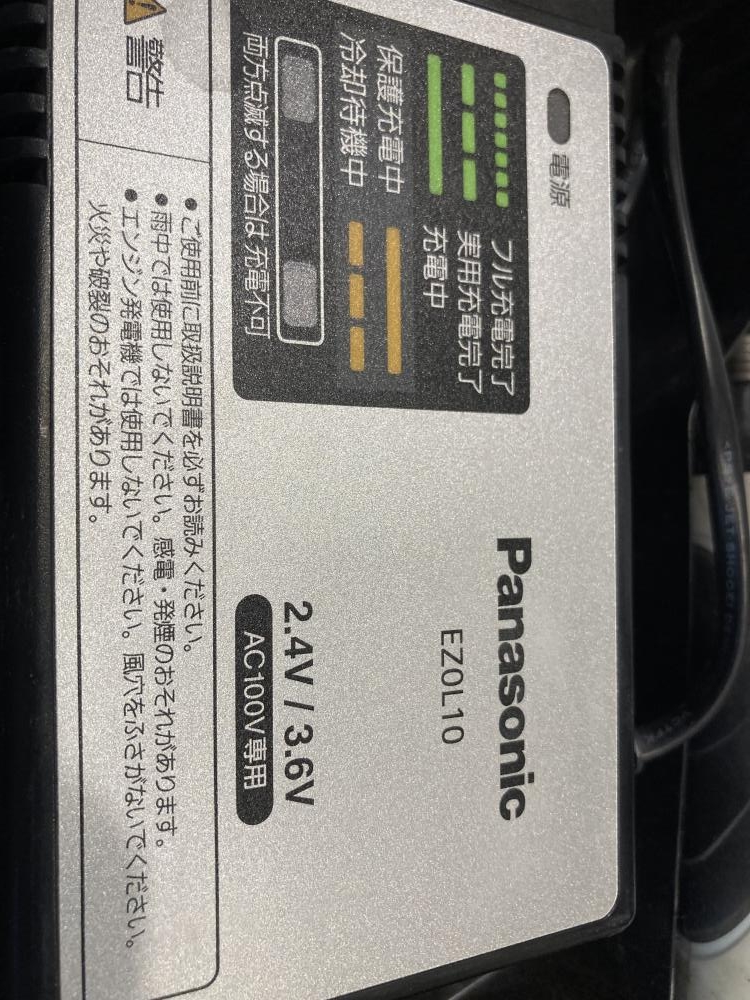 電源
フル充電完了
実用充電完了
充電中
保護充電中
冷却待機中
両方点滅する場合は充電不可
Panasonic
EZ0L10
2.4V / 3.6V
AC100V専用
警告
●ご使用前に取扱説明書を必ずお読みください。
●雨中では使用しないでください。感電・発煙のおそれがあります。
●エンジン発電機では使用しないでください。風穴をふさがないでください。
火災や破裂のおそれがあります。